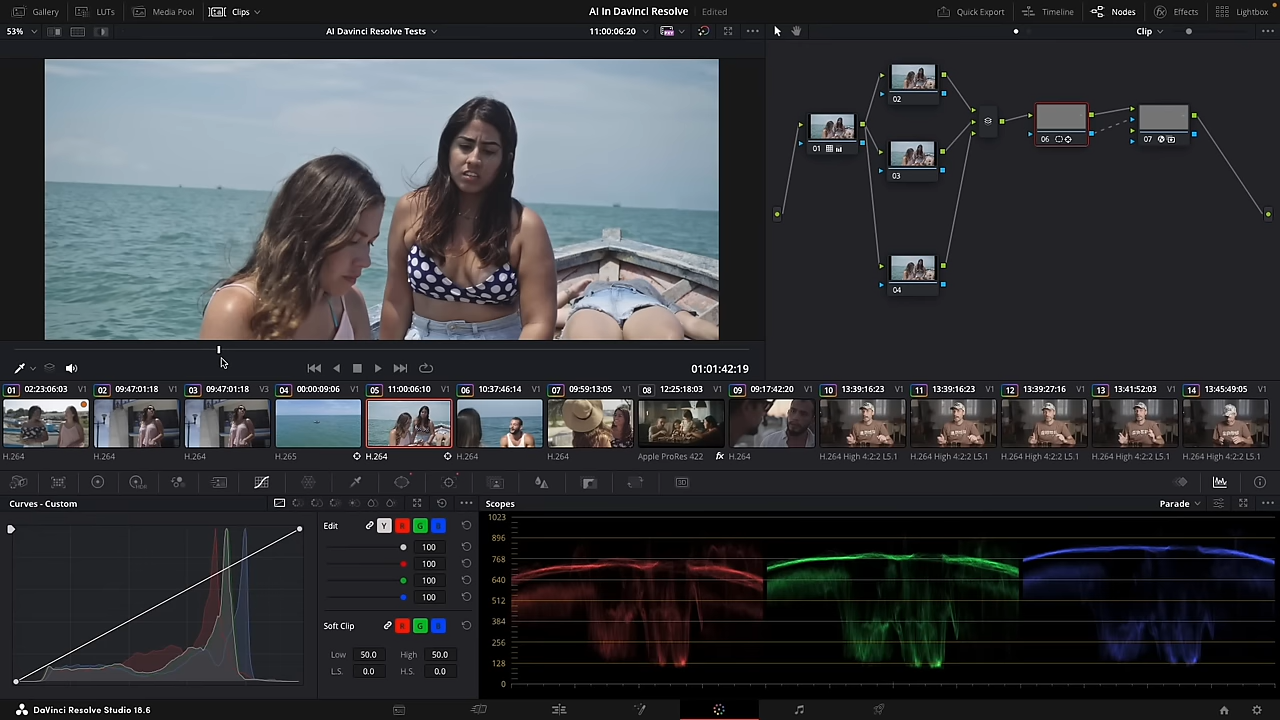 Gallery LUTs Media Pool Clips AI In Davinci Resolve Edited Quick Export Timeline Nodes Effects Lightbox
53% AI Davinci Resolve Tests 11:00:06:20 Clip
02
01
03
06
07
04
01:01:42:19
01 02:23:06:03 V1 02 09:47:01:18 V1 03 09:47:01:18 V3 04 00:00:09:06 V1 05 11:00:06:10 V1 06 10:37:46:14 V1 07 09:59:13:05 V1 08 12:25:18:03 V1 09 09:17:42:20 V1 10 13:39:16:23 V1 11 13:39:16:23 V1 12 13:39:27:16 V1 13 13:41:52:03 V1 14 13:45:49:05 V1
H.264 H.264 H.264 H.265 H.264 H.264 H.264 Apple ProRes 422 fx H.264 H.264 High 4:2:2 L5.1 H.264 High 4:2:2 L5.1 H.264 High 4:2:2 L5.1 H.264 High 4:2:2 L5.1 H.264 High 4:2:2 L5.1
Curves - Custom Scopes Parade
Edit Y R G B
100
100
100
100
Soft Clip R G B
Low 50.0 High 50.0
L.S. 0.0 H.S. 0.0
1023
896
768
640
512
384
256
128
0
DaVinci Resolve Studio 18.6